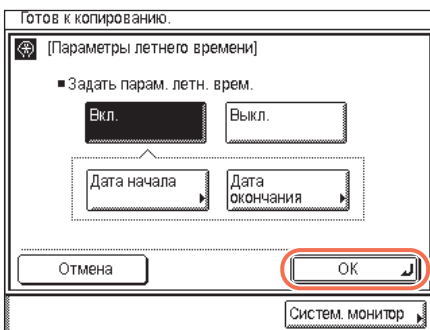 Готов к копированию.
[Параметры летнего времени]
■Задать парам. летн. врем.
Вкл.
Выкл.
Дата начала
Дата
окончания
Отмена
OK
Систем. монитор